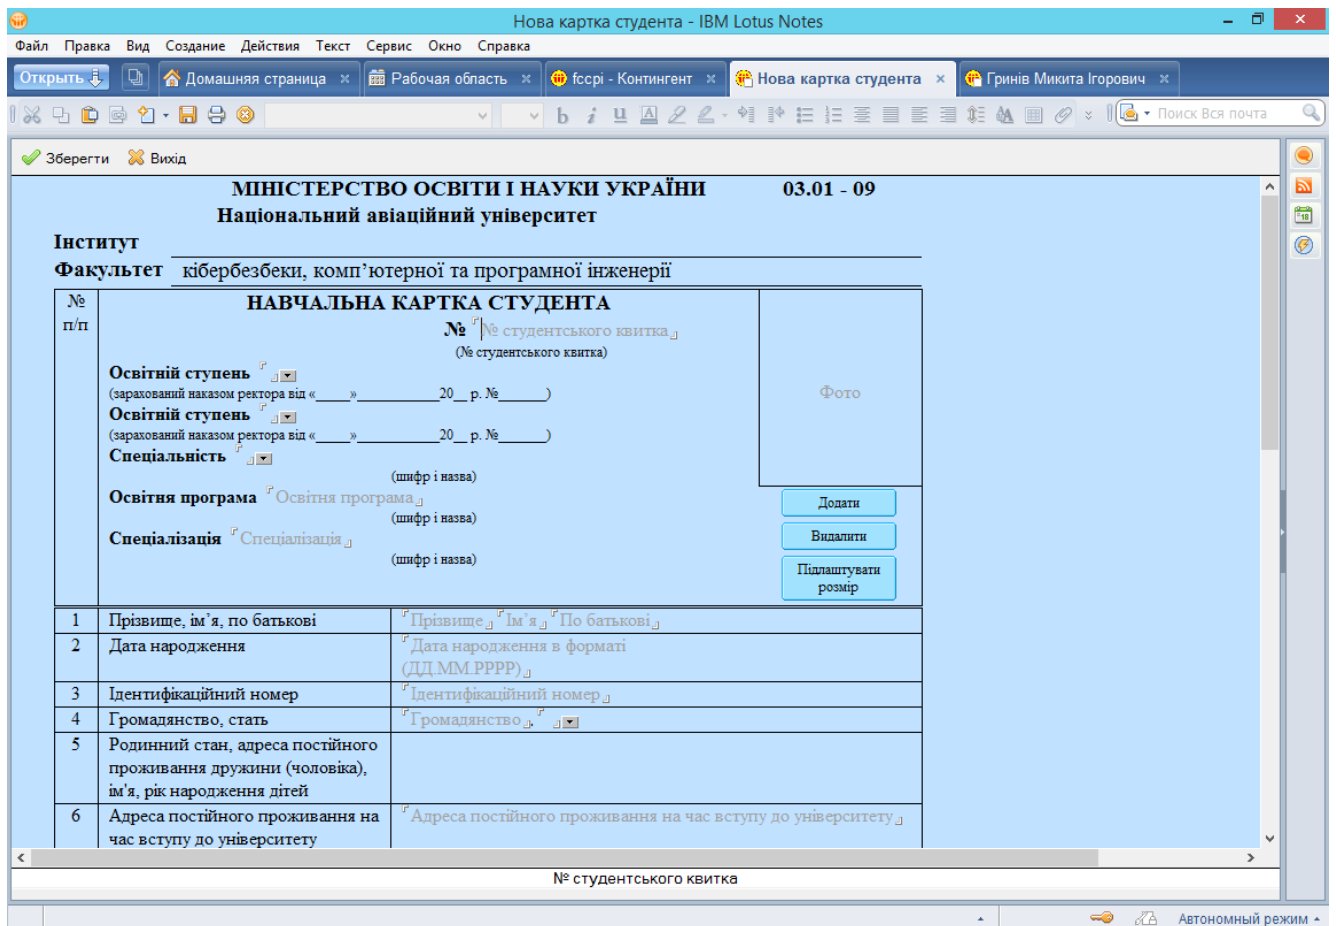 Нова картка студента - IBM Lotus Notes
Файл Правка Вид Создание Действия Текст Сервис Окно Справка
Открыть Домашняя страница Рабочая область fccpi - Контингент Нова картка студента Гринів Микита Ігорович
Поиск Вся почта
Зберегти Вихід
МІНІСТЕРСТВО ОСВІТИ І НАУКИ УКРАЇНИ 03.01 - 09
Національний авіаційний університет
Інститут
Факультет кібербезбеки, комп’ютерної та програмної інженерії
№ п/п
НАВЧАЛЬНА КАРТКА СТУДЕНТА
№ № студентського квитка
(№ студентського квитка)
Освітній ступень
(зарахований наказом ректора від «_____»____________20__ р. №_______)
Фото
Освітній ступень
(зарахований наказом ректора від «_____»____________20__ р. №_______)
Спеціальність
(шифр і назва)
Освітня програма Освітня програма
(шифр і назва)
Спеціалізація Спеціалізація
(шифр і назва)
Додати
Видалити
Підлаштувати
розмір
1 Прізвище, ім’я, по батькові Прізвище Ім’я По батькові
2 Дата народження Дата народження в форматі
(ДД.ММ.РРРР)
3 Ідентифікаційний номер Ідентифікаційний номер
4 Громадянство, стать Громадянство .
5 Родинний стан, адреса постійного
проживання дружини (чоловіка),
ім'я, рік народження дітей
6 Адреса постійного проживання на Адреса постійного проживання на час вступу до університету
час вступу до університету
№ студентського квитка
Автономный режим